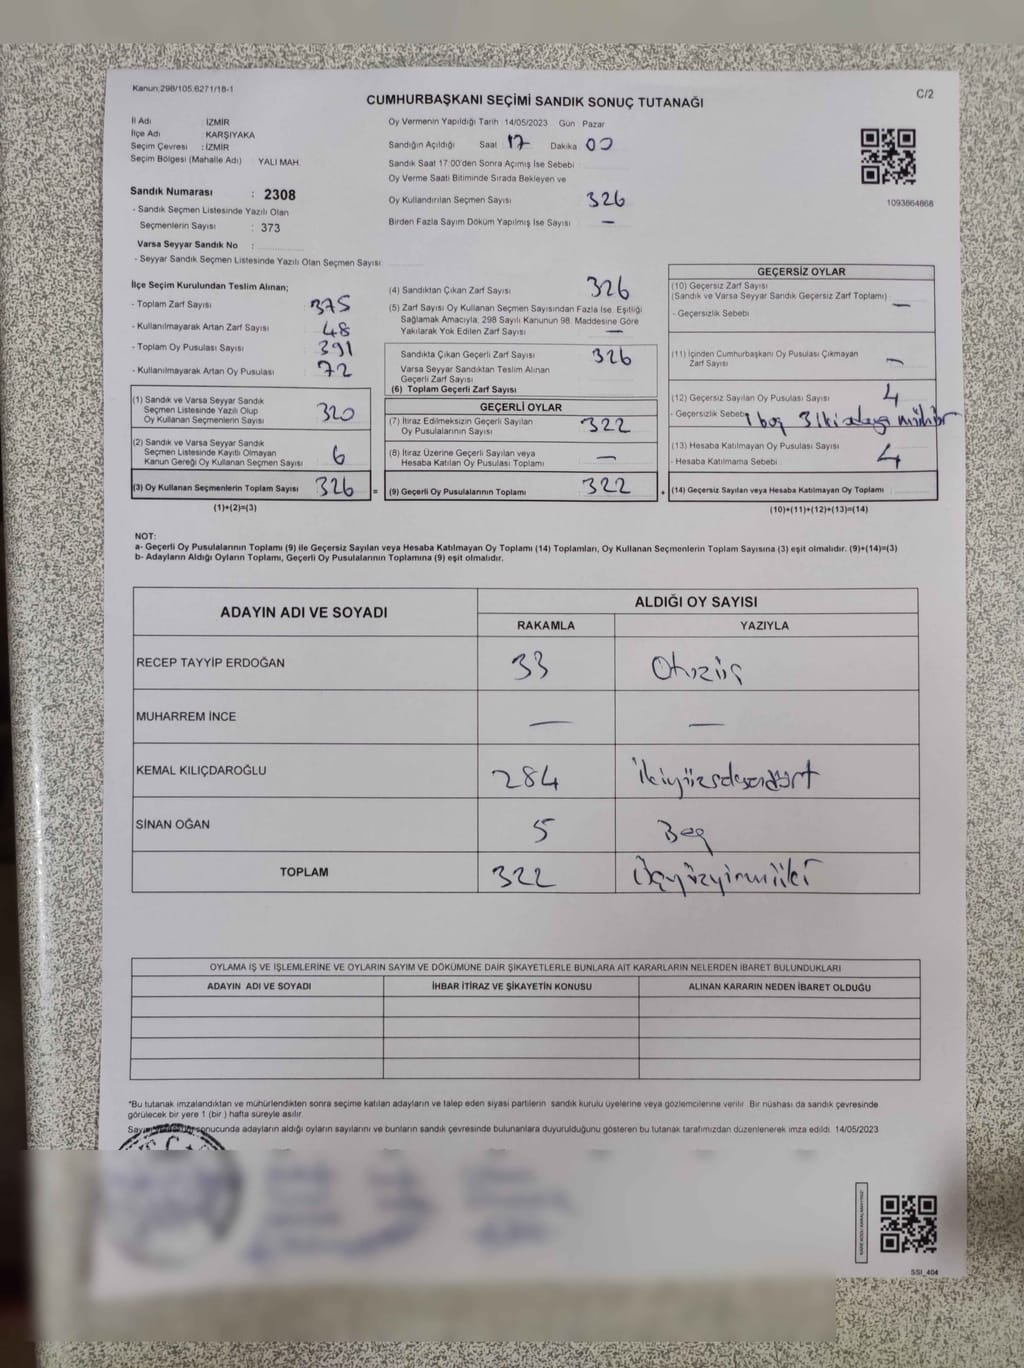 Kanun:298/105.6271/18-1
C/2
CUMHURBAŞKANI SEÇİMİ SANDIK SONUÇ TUTANAĞI
İl Adı : İZMİR
İlçe Adı : KARŞIYAKA
Seçim Çevresi : İZMİR
Seçim Bölgesi (Mahalle Adı) : YALI MAH.
Sandık Numarası : 2308
- Sandık Seçmen Listesinde Yazılı Olan
Seçmenlerin Sayısı : 373
Varsa Seyyar Sandık No :
- Seyyar Sandık Seçmen Listesinde Yazılı Olan Seçmen Sayısı:
Oy Vermenin Yapıldığı Tarih 14/05/2023 Gün Pazar
Sandığın Açıldığı Saat 17 Dakika 00
Sandık Saat 17:00'den Sonra Açımış İse Sebebi
Oy Verme Saati Bitiminde Sırada Bekleyen ve
Oy Kullandırılan Seçmen Sayısı 326
Birden Fazla Sayım Döküm Yapılmış İse Sayısı —
1093864868
İlçe Seçim Kurulundan Teslim Alınan;
- Toplam Zarf Sayısı 375
- Kullanılmayarak Artan Zarf Sayısı 48
- Toplam Oy Pusulası Sayısı 391
- Kullanılmayarak Artan Oy Pusulası 72
(1) Sandık ve Varsa Seyyar Sandık
Seçmen Listesinde Yazılı Olup
Oy Kullanan Seçmenlerin Sayısı 320
(2) Sandık ve Varsa Seyyar Sandık
Seçmen Listesinde Kayıtlı Olmayan
Kanun Gereği Oy Kullanan Seçmen Sayısı 6
(3) Oy Kullanan Seçmenlerin Toplam Sayısı 326 =
(1)+(2)=(3)
(4) Sandıktan Çıkan Zarf Sayısı 326
(5) Zarf Sayısı Oy Kullanan Seçmen Sayısından Fazla İse, Eşitliği
Sağlamak Amacıyla, 298 Sayılı Kanunun 98. Maddesine Göre
Yakılarak Yok Edilen Zarf Sayısı —
Sandıkta Çıkan Geçerli Zarf Sayısı 326
Varsa Seyyar Sandıktan Teslim Alınan
Geçerli Zarf Sayısı
(6) Toplam Geçerli Zarf Sayısı
GEÇERLİ OYLAR
(7) İtiraz Edilmeksizin Geçerli Sayılan
Oy Pusulalarının Sayısı 322
(8) İtiraz Üzerine Geçerli Sayılan veya
Hesaba Katılan Oy Pusulası Toplamı —
(9) Geçerli Oy Pusulalarının Toplamı 322 +
GEÇERSİZ OYLAR
(10) Geçersiz Zarf Sayısı
(Sandık ve Varsa Seyyar Sandık Geçersiz Zarf Toplamı) —
- Geçersizlik Sebebi
(11) İçinden Cumhurbaşkanı Oy Pusulası Çıkmayan
Zarf Sayısı —
(12) Geçersiz Sayılan Oy Pusulası Sayısı 4
- Geçersizlik Sebebi 1 boş 3 iki adaya mühür
(13) Hesaba Katılmayan Oy Pusulası Sayısı 4
- Hesaba Katılmama Sebebi
(14) Geçersiz Sayılan veya Hesaba Katılmayan Oy Toplamı
(10)+(11)+(12)+(13)=(14)
NOT:
a- Geçerli Oy Pusulalarının Toplamı (9) ile Geçersiz Sayılan veya Hesaba Katılmayan Oy Toplamı (14) Toplamları, Oy Kullanan Seçmenlerin Toplam Sayısına (3) eşit olmalıdır. (9)+(14)=(3)
b- Adayların Aldığı Oyların Toplamı, Geçerli Oy Pusulalarının Toplamına (9) eşit olmalıdır.
ADAYIN ADI VE SOYADI
ALDIĞI OY SAYISI
RAKAMLA YAZIYLA
RECEP TAYYİP ERDOĞAN 33 Otuzüç
MUHARREM İNCE — —
KEMAL KILIÇDAROĞLU 284 ikiyüzseksendört
SİNAN OĞAN 5 Beş
TOPLAM 322 Üçyüzyirmiiki
OYLAMA İŞ VE İŞLEMLERİNE VE OYLARIN SAYIM VE DÖKÜMÜNE DAİR ŞİKAYETLERLE BUNLARA AİT KARARLARIN NELERDEN İBARET BULUNDUKLARI
ADAYIN ADI VE SOYADI İHBAR İTİRAZ VE ŞİKAYETİN KONUSU ALINAN KARARIN NEDEN İBARET OLDUĞU
*Bu tutanak imzalandıktan ve mühürlendikten sonra seçime katılan adayların ve talep eden siyasi partilerin sandık kurulu üyelerine veya gözlemcilerine verilir. Bir nüshası da sandık çevresinde
görülecek bir yere 1 (bir ) hafta süreyle asılır.
sonucunda adayların aldığı oyların sayılarını ve bunların sandık çevresinde bulunanlara duyurulduğunu gösteren bu tutanak tarafımızdan düzenlenerek imza edildi. 14/05/2023
SSI_404